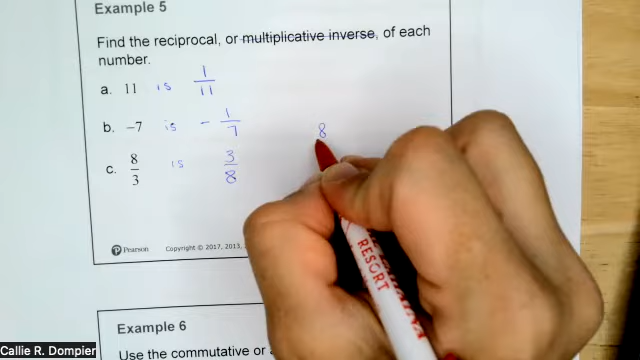 Example 5
Find the reciprocal, or multiplicative inverse, of each
number.
a. 11 is 1/11
b. −7 is − 1/7
c. 8/3 is 3/8
8
Pearson Copyright © 2017, 2013,
RESORT
Example 6
Use the commutative or
Callie R. Dompier